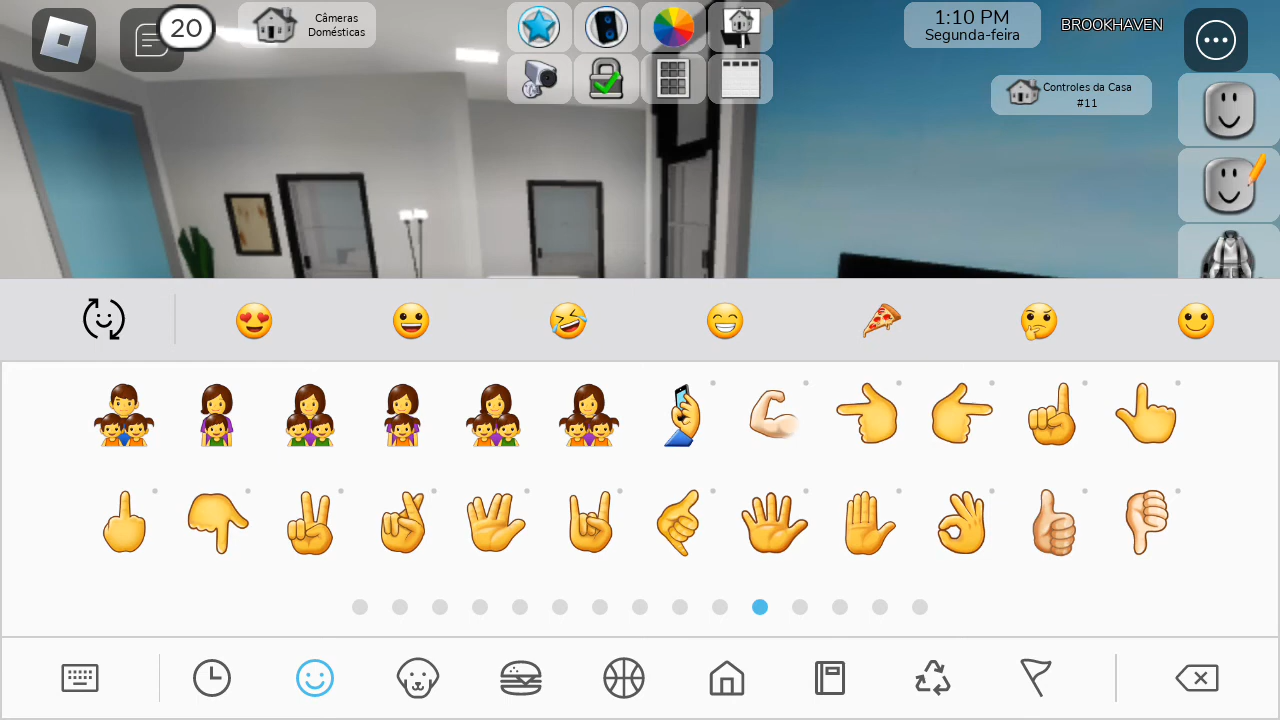 20
Câmeras
Domésticas
1:10 PM
Segunda-feira
BROOKHAVEN
Controles da Casa
#11